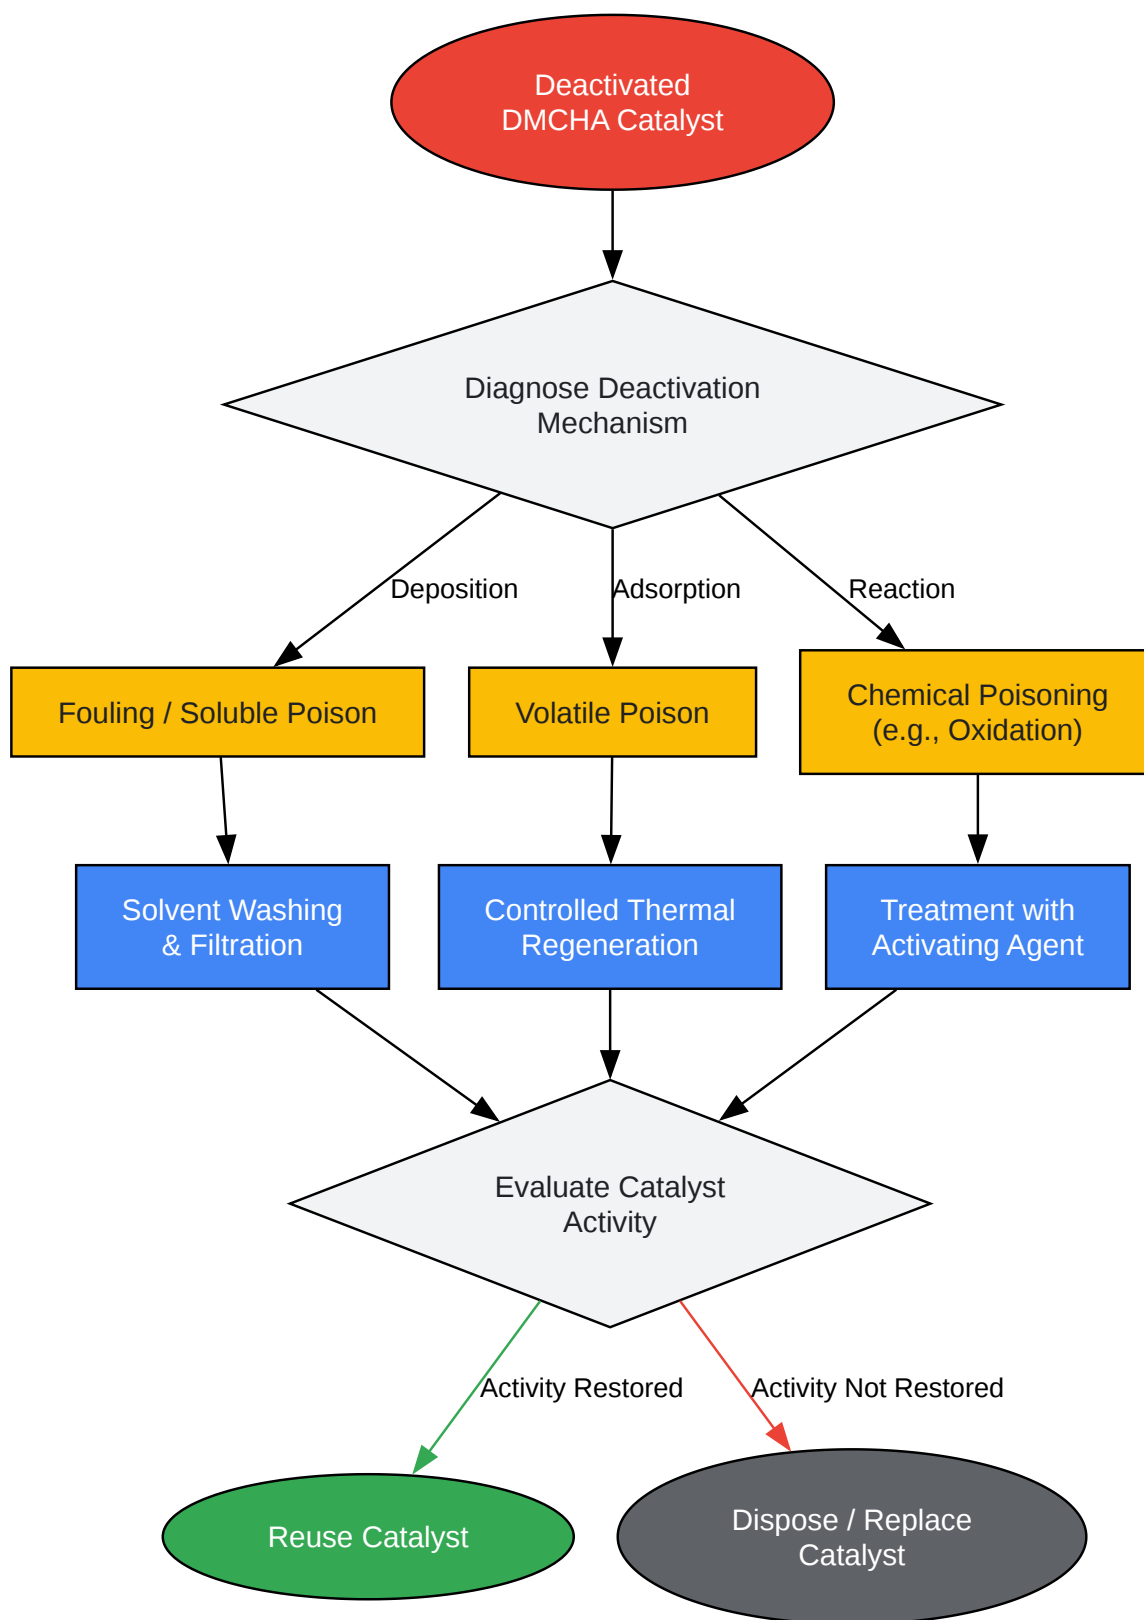 Deactivated
DMCHA Catalyst
Diagnose Deactivation
Mechanism
Deposition
Adsorption
Reaction
Fouling / Soluble Poison
Volatile Poison
Chemical Poisoning
(e.g., Oxidation)
Solvent Washing
& Filtration
Controlled Thermal
Regeneration
Treatment with
Activating Agent
Evaluate Catalyst
Activity
Activity Restored
Activity Not Restored
Reuse Catalyst
Dispose / Replace
Catalyst